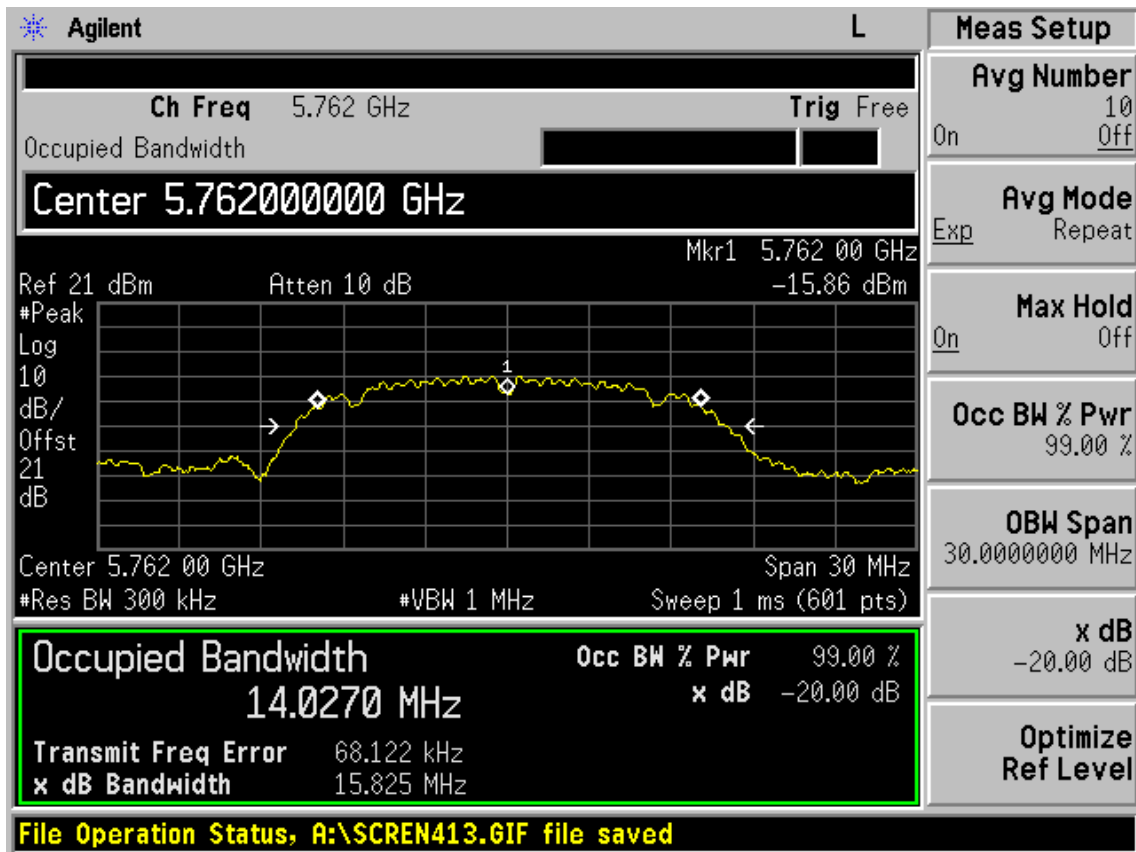 Agilent L
Meas Setup
Ch Freq 5.762 GHz Trig Free
Occupied Bandwidth
Center 5.762000000 GHz
Mkr1 5.762 00 GHz
Ref 21 dBm Atten 10 dB -15.86 dBm
#Peak
Log
10
dB/
Offst
21
dB
1
Center 5.762 00 GHz Span 30 MHz
#Res BW 300 kHz #VBW 1 MHz Sweep 1 ms (601 pts)
Occupied Bandwidth Occ BW % Pwr 99.00 %
14.0270 MHz x dB -20.00 dB
Transmit Freq Error 68.122 kHz
x dB Bandwidth 15.825 MHz
File Operation Status, A:\SCREN413.GIF file saved
Avg Number
10
On Off
Avg Mode
Exp Repeat
Max Hold
On Off
Occ BW % Pwr
99.00 %
OBW Span
30.0000000 MHz
x dB
-20.00 dB
Optimize
Ref Level